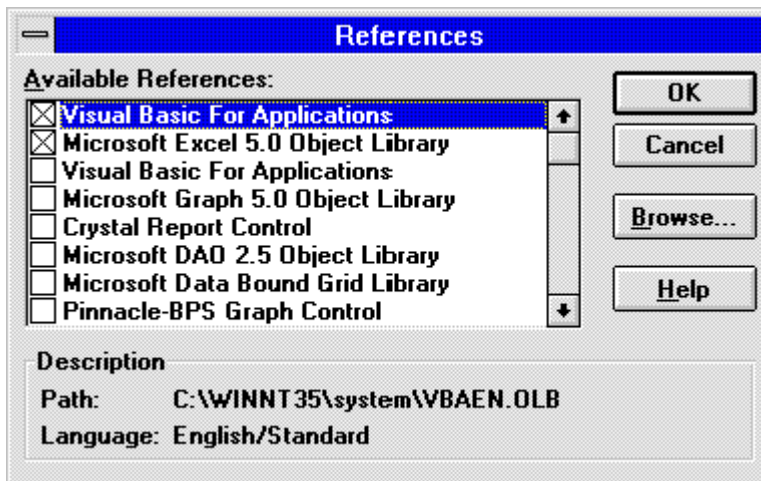 References
Available References:
Visual Basic For Applications
Microsoft Excel 5.0 Object Library
Visual Basic For Applications
Microsoft Graph 5.0 Object Library
Crystal Report Control
Microsoft DAO 2.5 Object Library
Microsoft Data Bound Grid Library
Pinnacle-BPS Graph Control
OK
Cancel
Browse...
Help
Description
Path: C:\WINNT35\system\VBAEN.OLB
Language: English/Standard